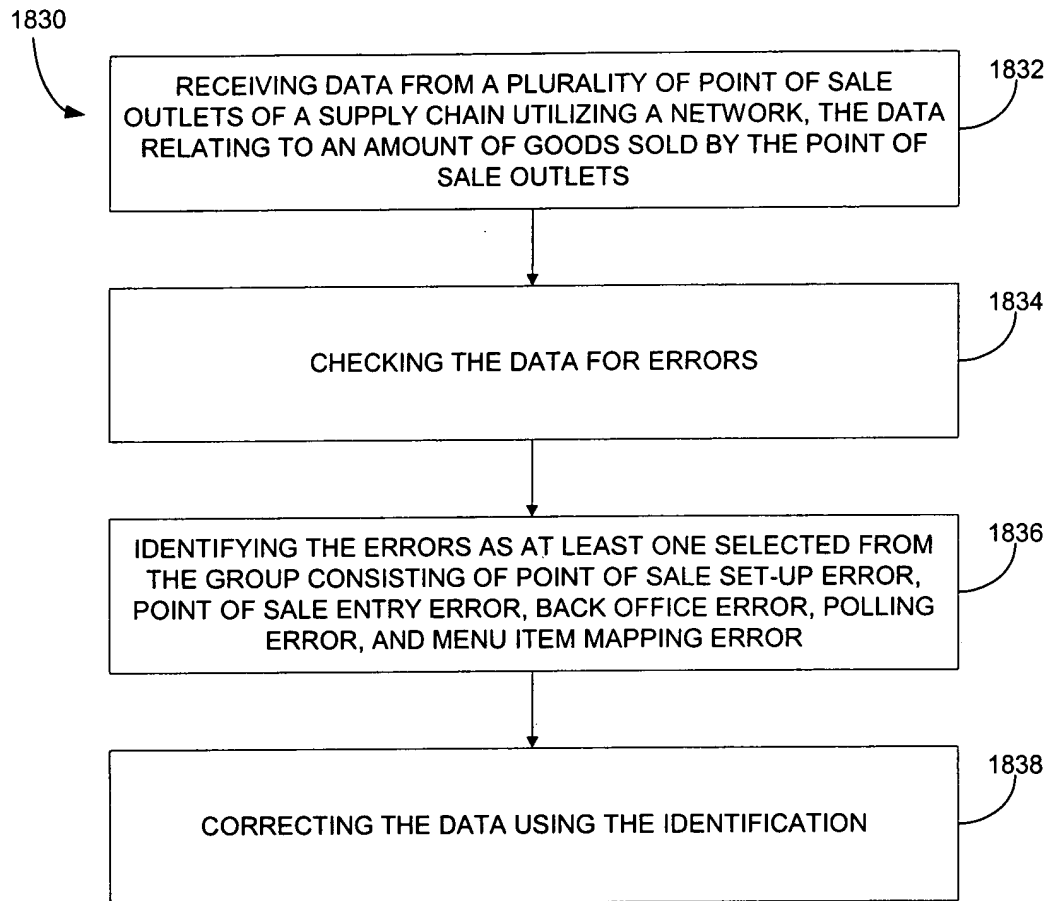 1830
1832
RECEIVING DATA FROM A PLURALITY OF POINT OF SALE
OUTLETS OF A SUPPLY CHAIN UTILIZING A NETWORK, THE DATA
RELATING TO AN AMOUNT OF GOODS SOLD BY THE POINT OF
SALE OUTLETS
1834
CHECKING THE DATA FOR ERRORS
1836
IDENTIFYING THE ERRORS AS AT LEAST ONE SELECTED FROM
THE GROUP CONSISTING OF POINT OF SALE SET-UP ERROR,
POINT OF SALE ENTRY ERROR, BACK OFFICE ERROR, POLLING
ERROR, AND MENU ITEM MAPPING ERROR
1838
CORRECTING THE DATA USING THE IDENTIFICATION